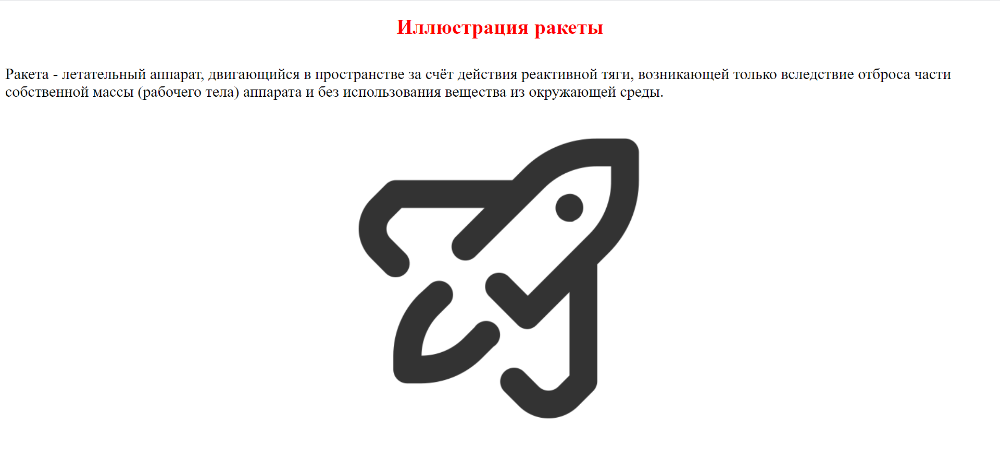 Иллюстрация ракеты
Ракета - летательный аппарат, двигающийся в пространстве за счёт действия реактивной тяги, возникающей только вследствие отброса части
собственной массы (рабочего тела) аппарата и без использования вещества из окружающей среды.